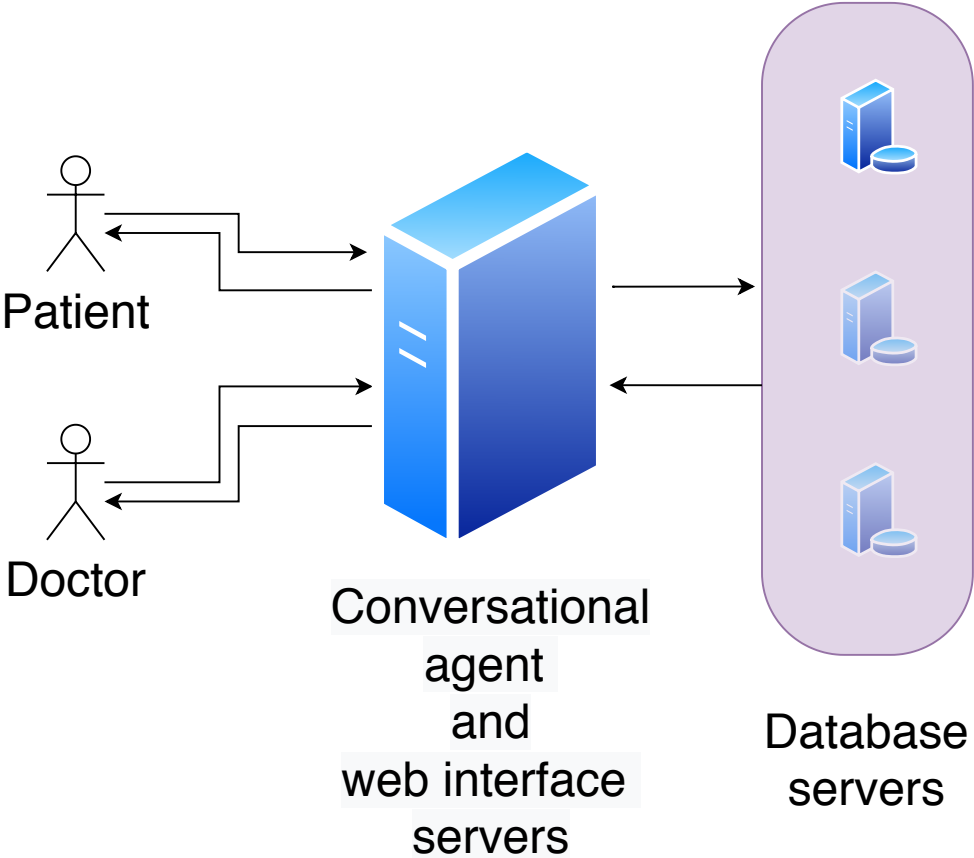 Patient
Doctor
Conversational
agent
and
web interface
servers
Database
servers